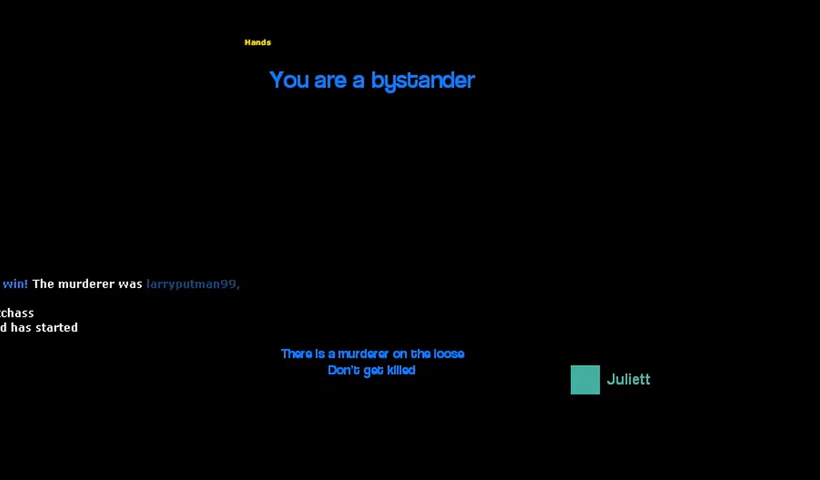 Hands
You are a bystander
win! The murderer was larryputman99,
chass
d has started
There is a murderer on the loose
Don't get killed
Juliett